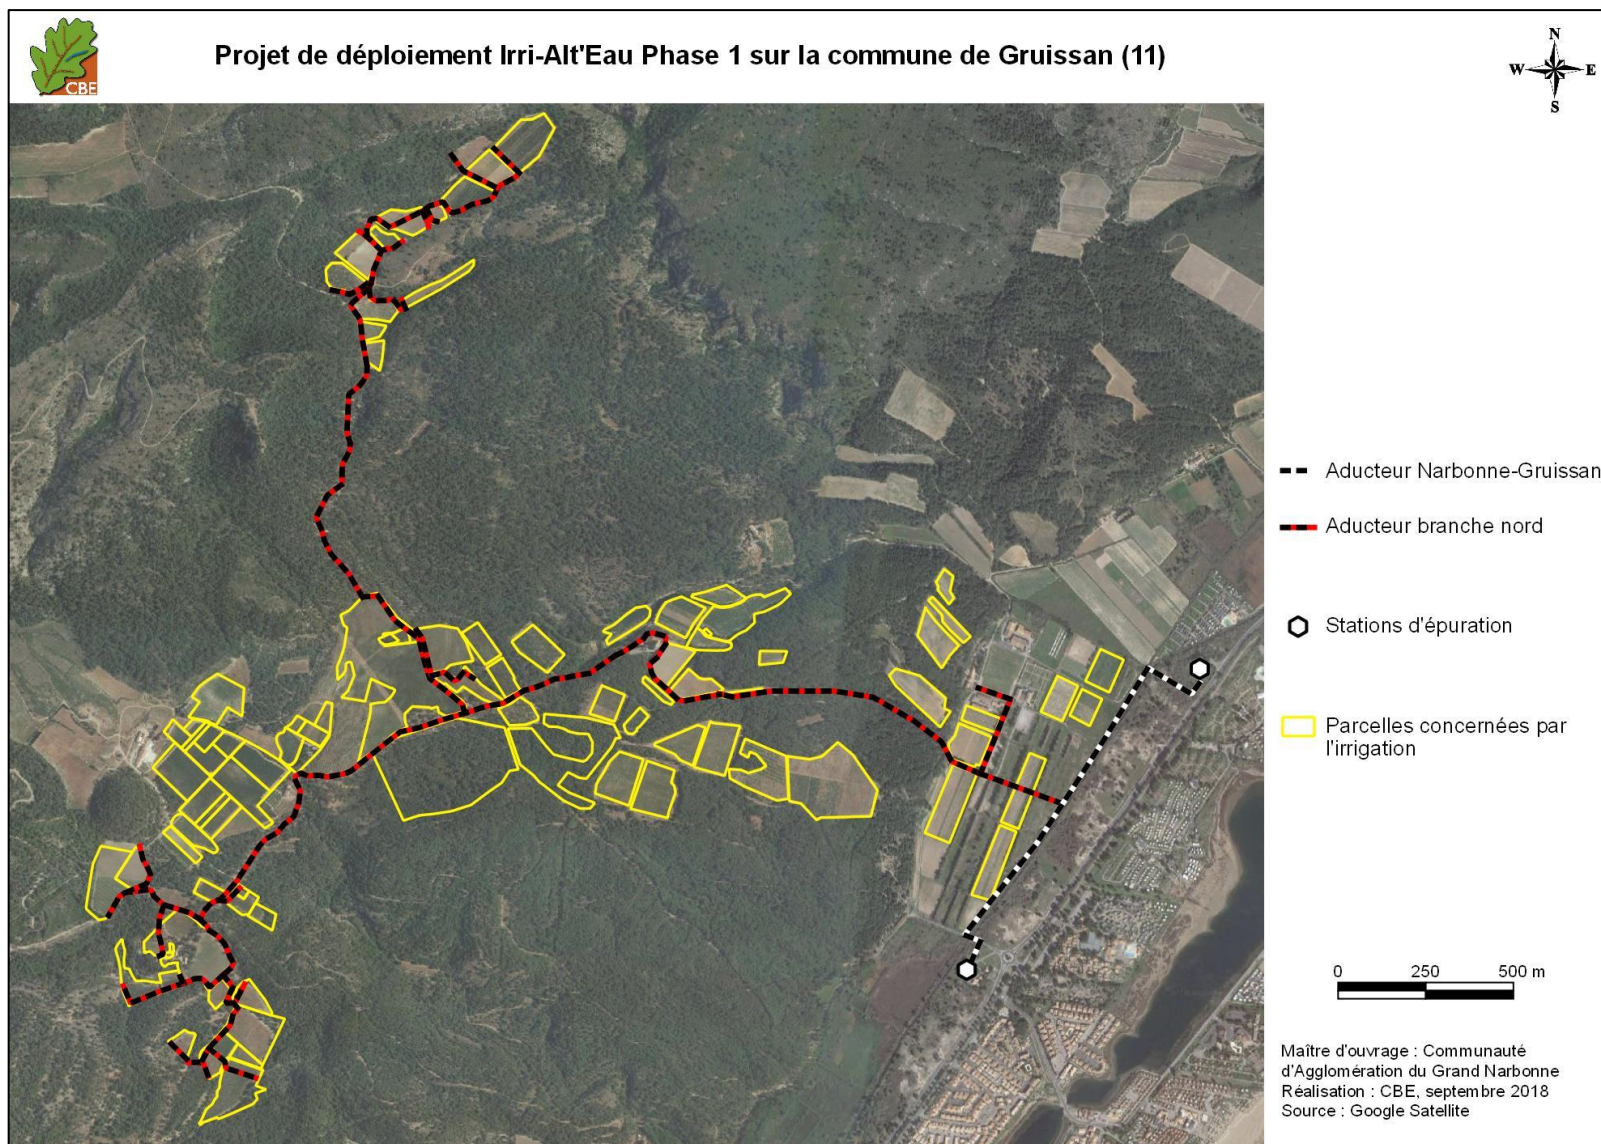 CBE
Projet de déploiement Irri-Alt'Eau Phase 1 sur la commune de Gruissan (11)
N
W E
S
Aducteur Narbonne-Gruissan
Aducteur branche nord
Stations d'épuration
Parcelles concernées par
l'irrigation
0 250 500 m
Maître d'ouvrage : Communauté
d'Agglomération du Grand Narbonne
Réalisation : CBE, septembre 2018
Source : Google Satellite